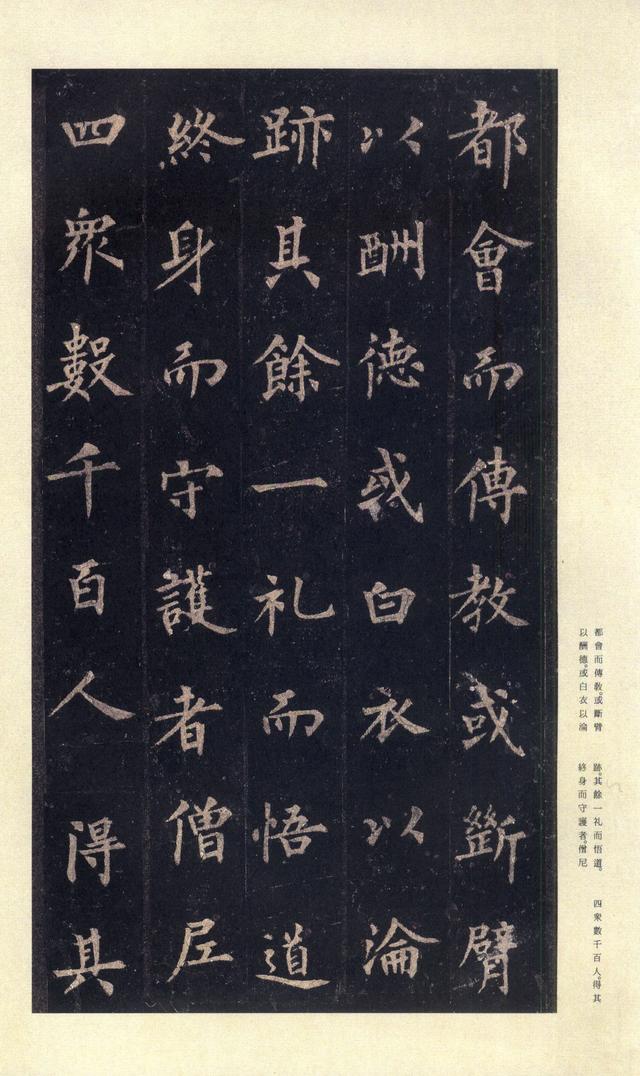 都會而傳教或斷臂
以酬德或白衣以淪
跡其餘一礼而悟道
終身而守護者僧尼
四衆數千百人得其
都會而傳教。或斷臂
以酬德。或白衣以淪
跡。其餘一礼而悟道。
終身而守護者。僧尼
四衆數千百人。得其